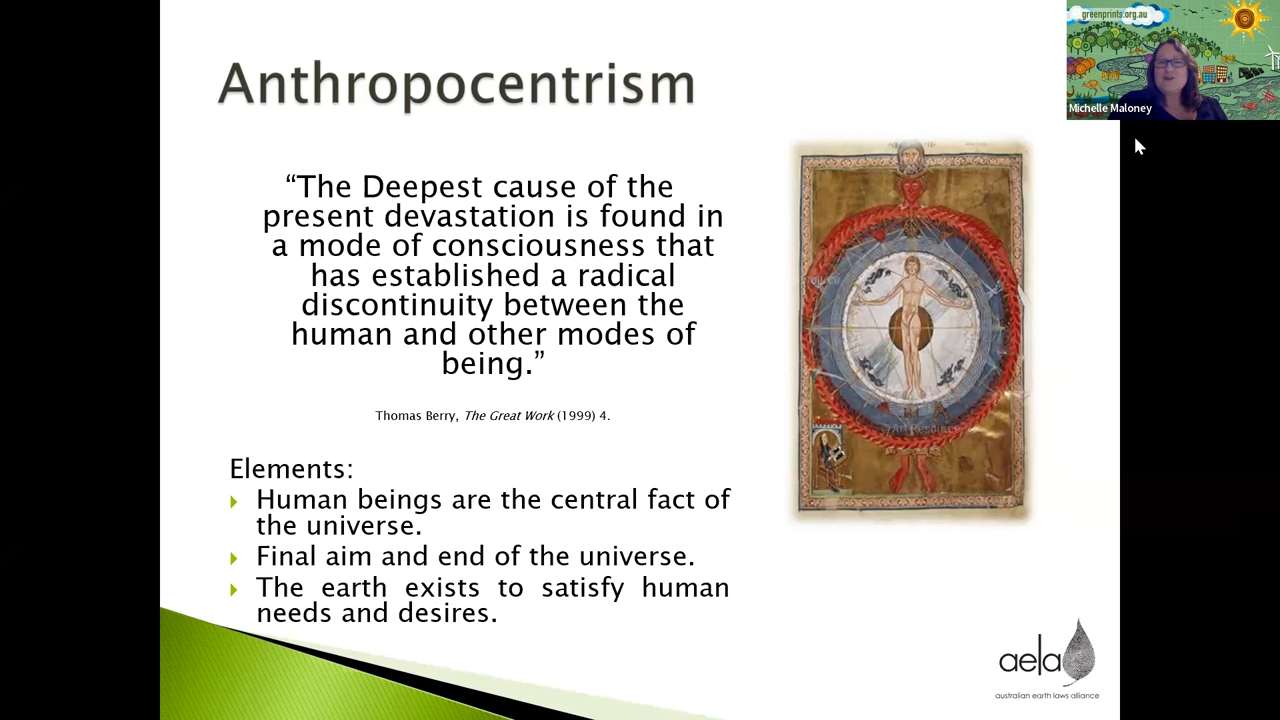 greenprints.org.au
Michelle Maloney
Anthropocentrism
“The Deepest cause of the
present devastation is found in
a mode of consciousness that
has established a radical
discontinuity between the
human and other modes of
being.”
Thomas Berry, The Great Work (1999) 4.
Elements:
Human beings are the central fact of
the universe.
Final aim and end of the universe.
The earth exists to satisfy human
needs and desires.
Art Resource
aela
australian earth laws alliance